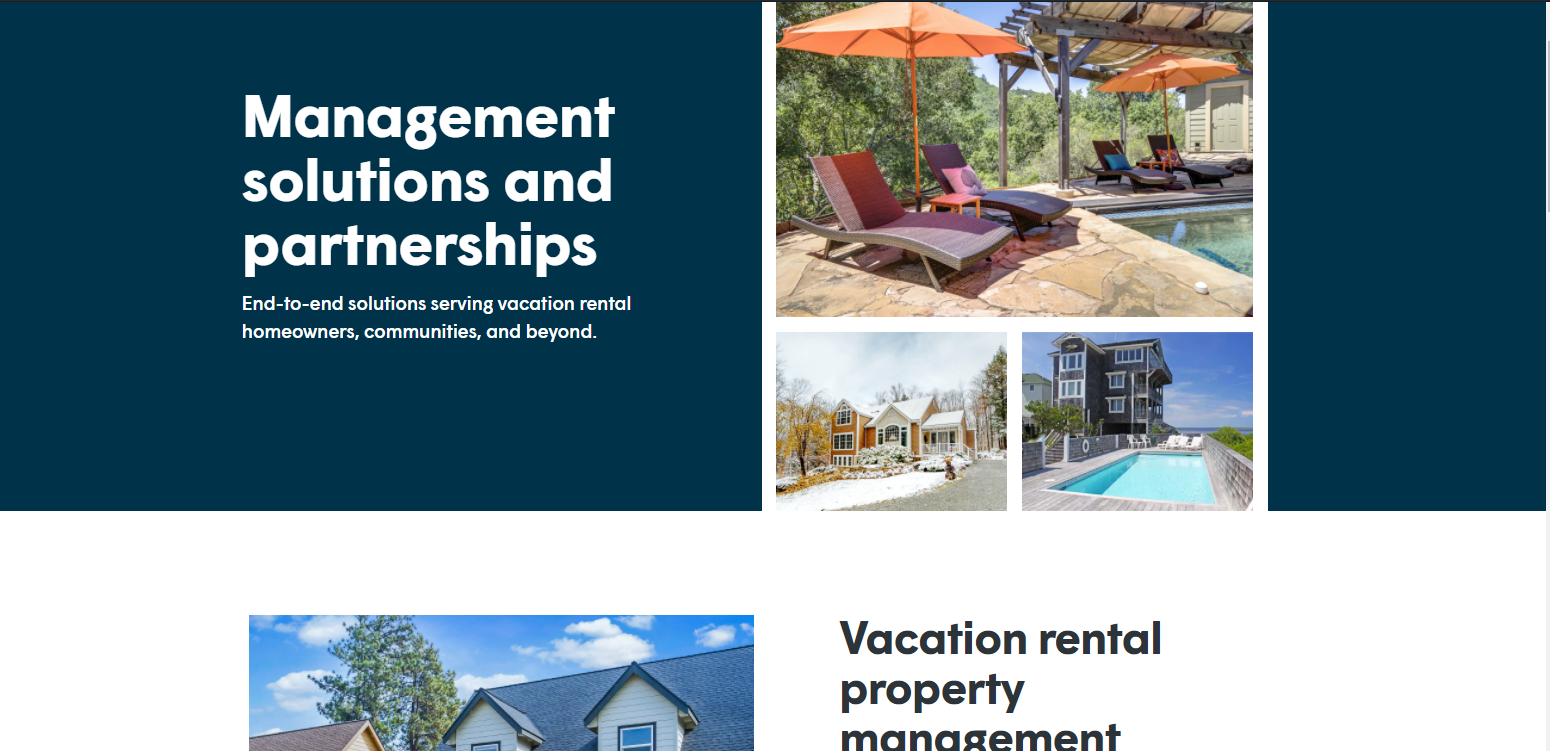 Management
solutions and
partnerships
End-to-end solutions serving vacation rental
homeowners, communities, and beyond.
Vacation rental
property
management